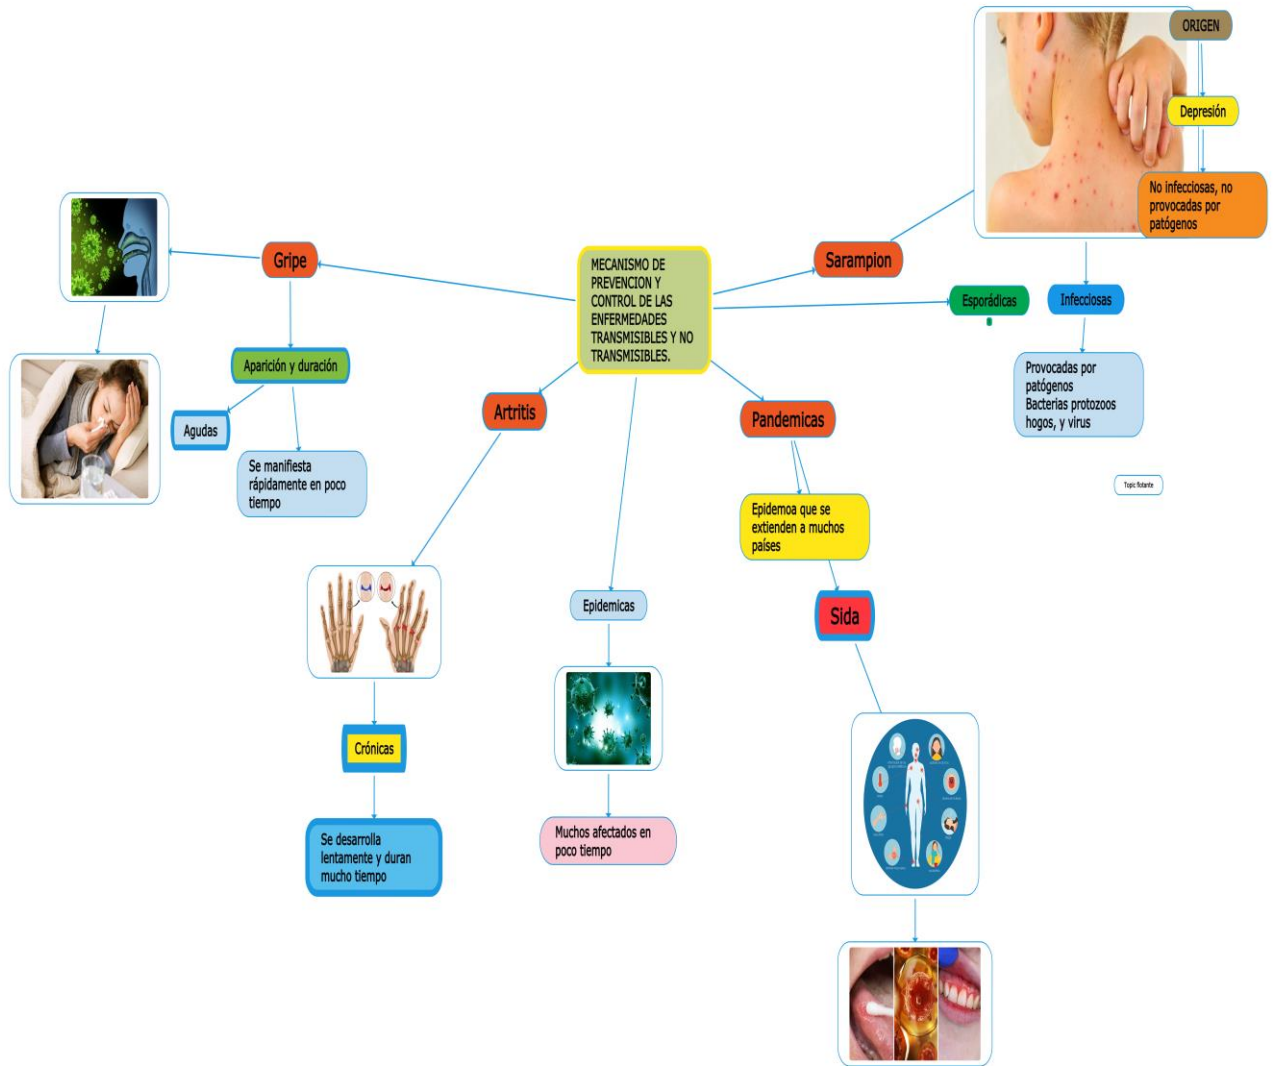 ORIGEN
Depresión
No infecciosas, no
provocadas por
patógenos
MECANISMO DE
PREVENCION Y
CONTROL DE LAS
ENFERMEDADES
TRANSMISIBLES Y NO
TRANSMISIBLES.
Sarampion
Gripe
Esporádicas
s
Infecciosas
Provocadas por
patógenos
Bacterias protozoos
hogos, y virus
Aparición y duración
Agudas
Se manifiesta
rápidamente en poco
tiempo
Artritis
Pandemicas
Topic flotante
Epidemoa que se
extienden a muchos
países
Epidemicas
Sida
Crónicas
Se desarrolla
lentamente y duran
mucho tiempo
Muchos afectados en
poco tiempo